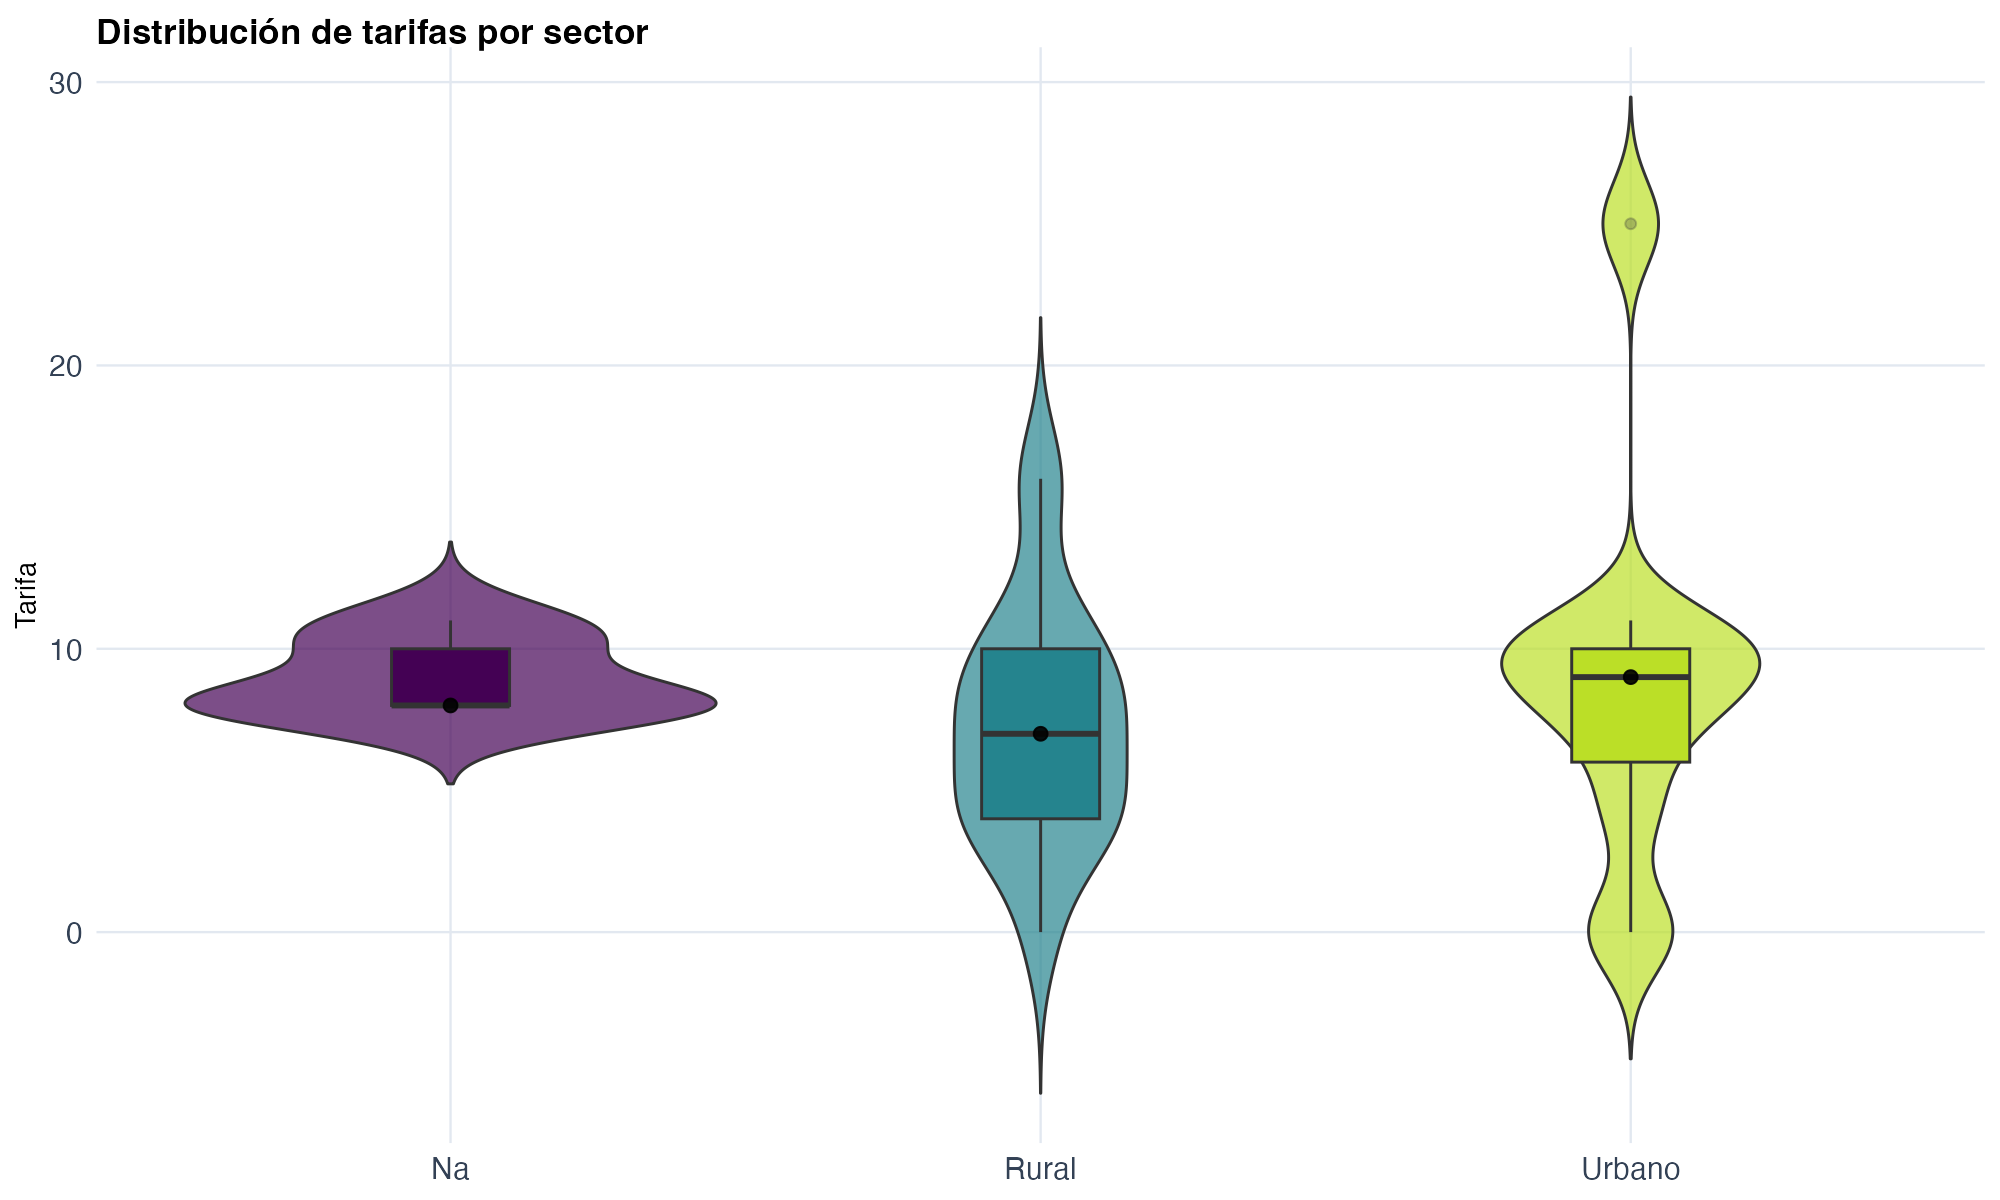 Distribución de tarifas por sector
30
20
10
0
Tarifa
Na
Rural
Urbano